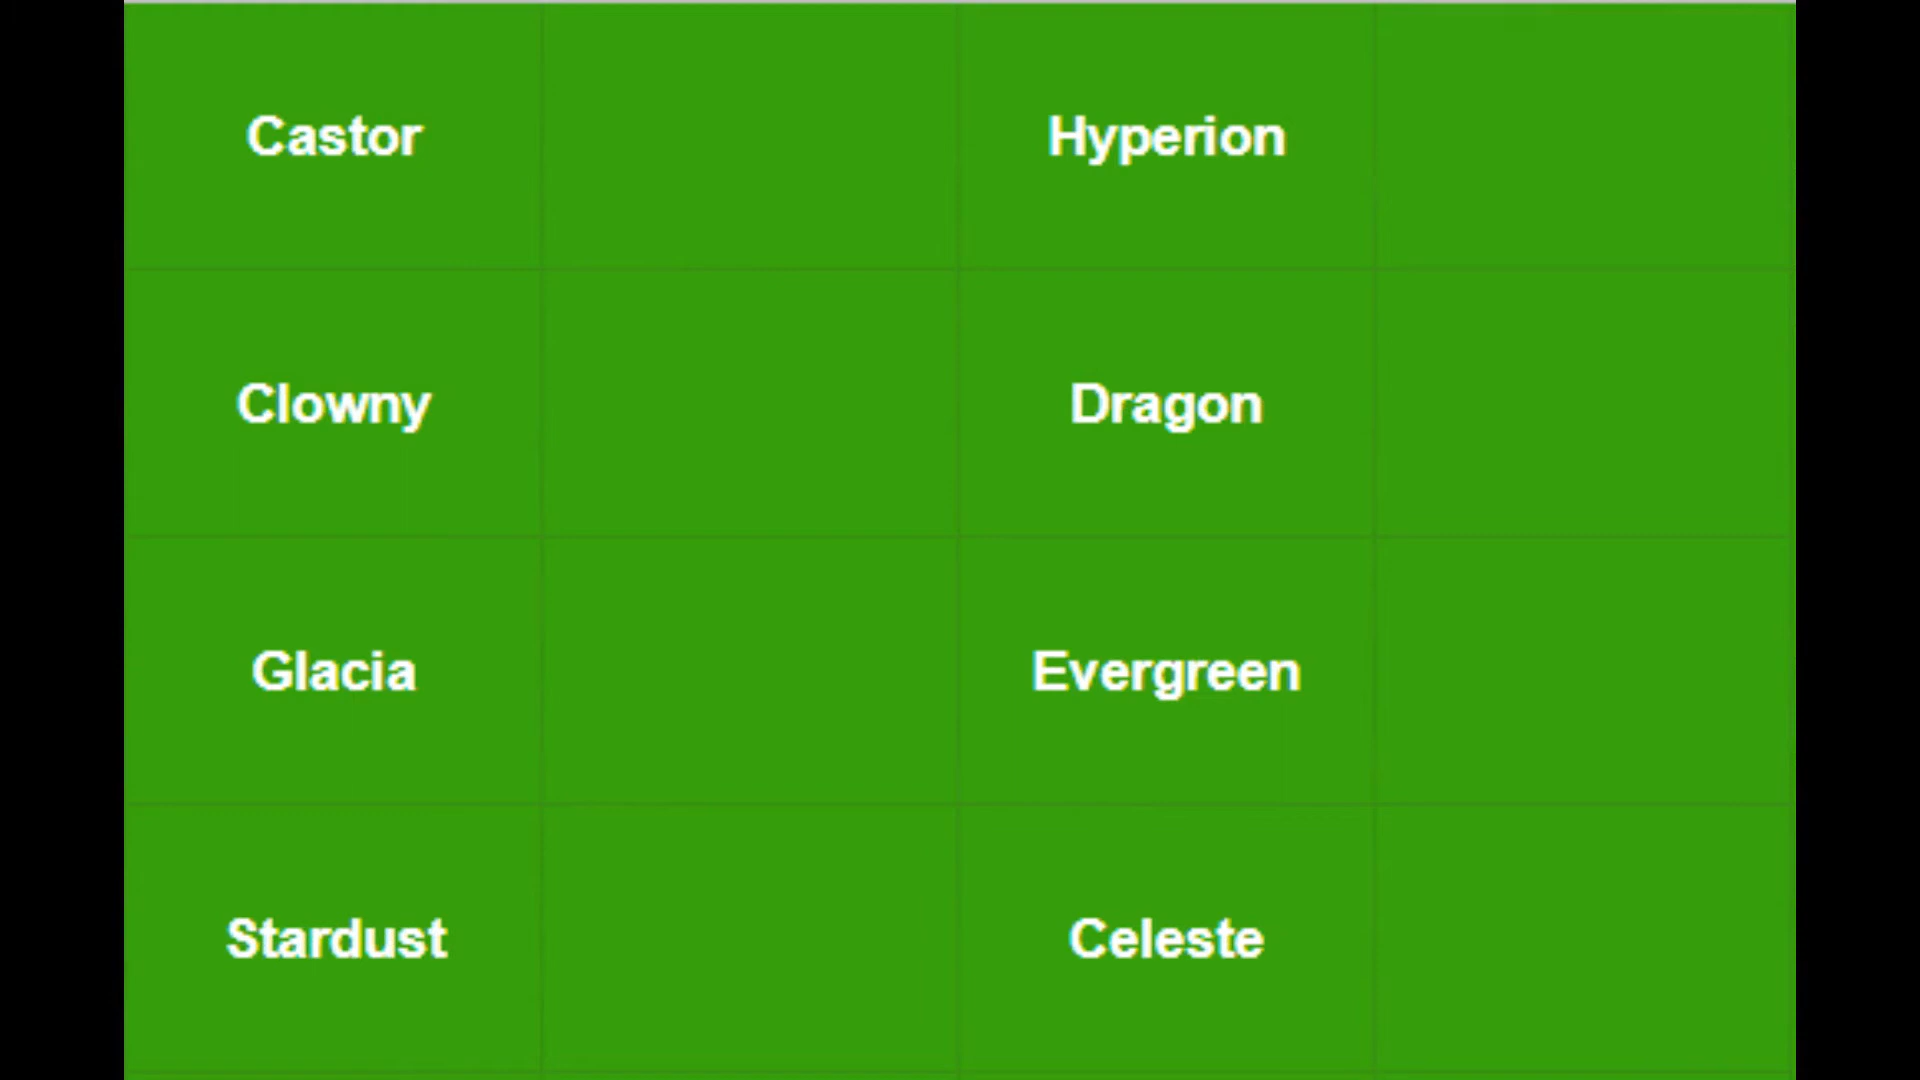 Castor
Hyperion
Clowny
Dragon
Glacia
Evergreen
Stardust
Celeste